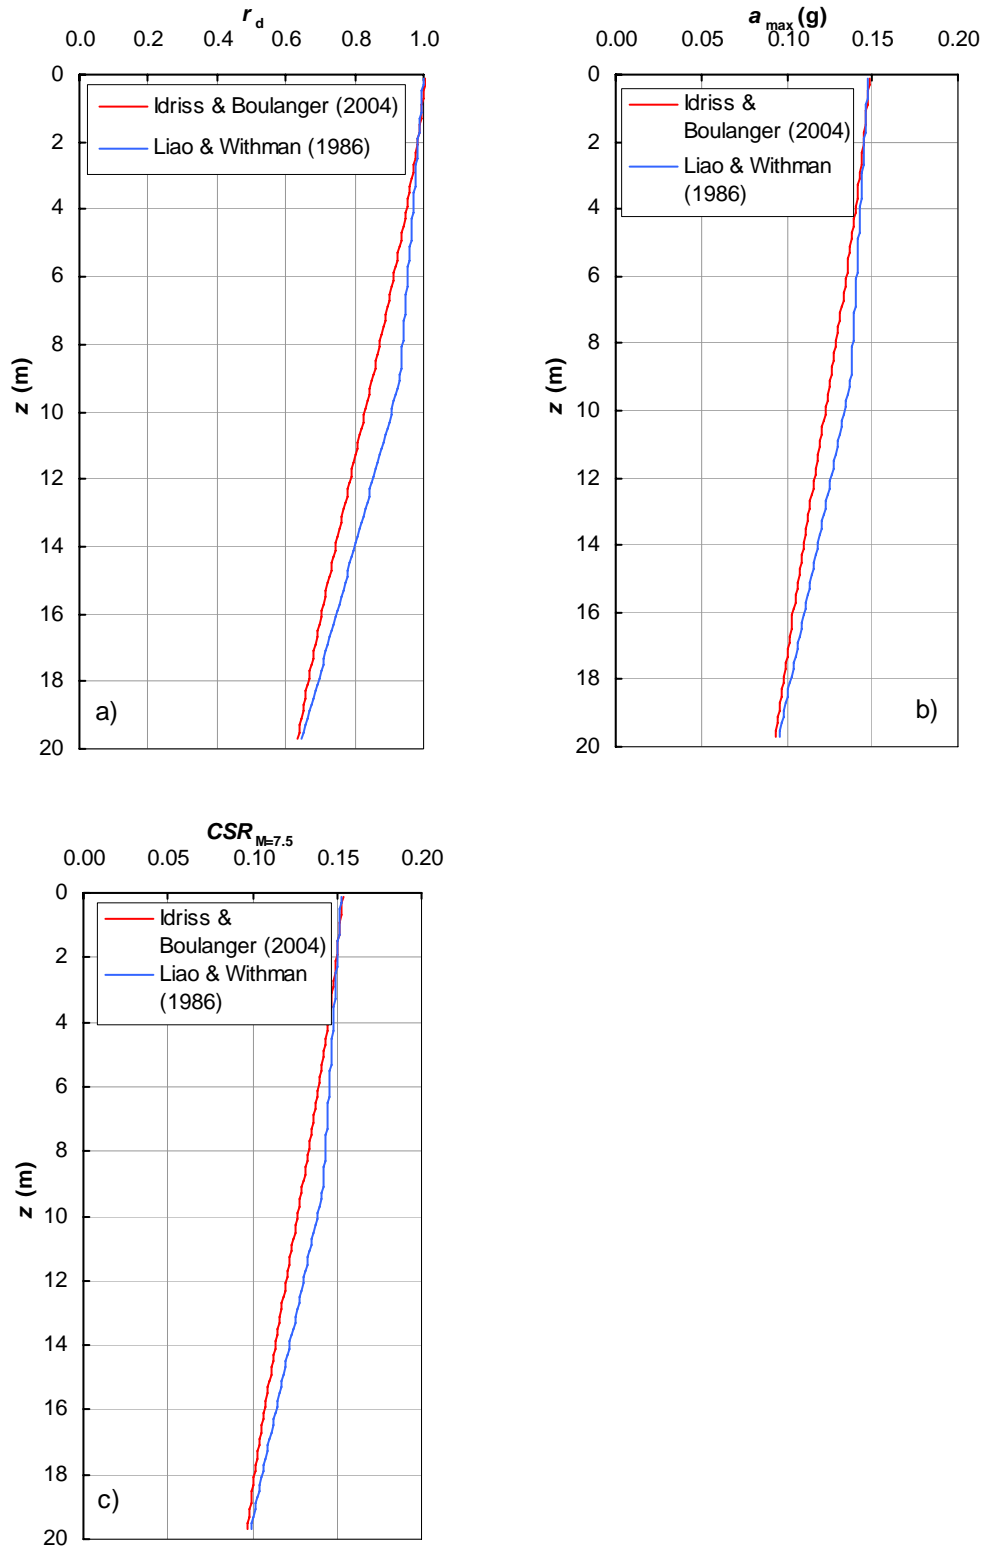 r d
0.0 0.2 0.4 0.6 0.8 1.0
0
2
4
6
8
10
12
14
16
18
20
z (m)
Idriss & Boulanger (2004)
Liao & Withman (1986)
a)
a max (g)
0.00 0.05 0.10 0.15 0.20
0
2
4
6
8
10
12
14
16
18
20
z (m)
Idriss &
Boulanger (2004)
Liao & Withman
(1986)
b)
CSR M=7.5
0.00 0.05 0.10 0.15 0.20
0
2
4
6
8
10
12
14
16
18
20
z (m)
Idriss &
Boulanger (2004)
Liao & Withman
(1986)
c)